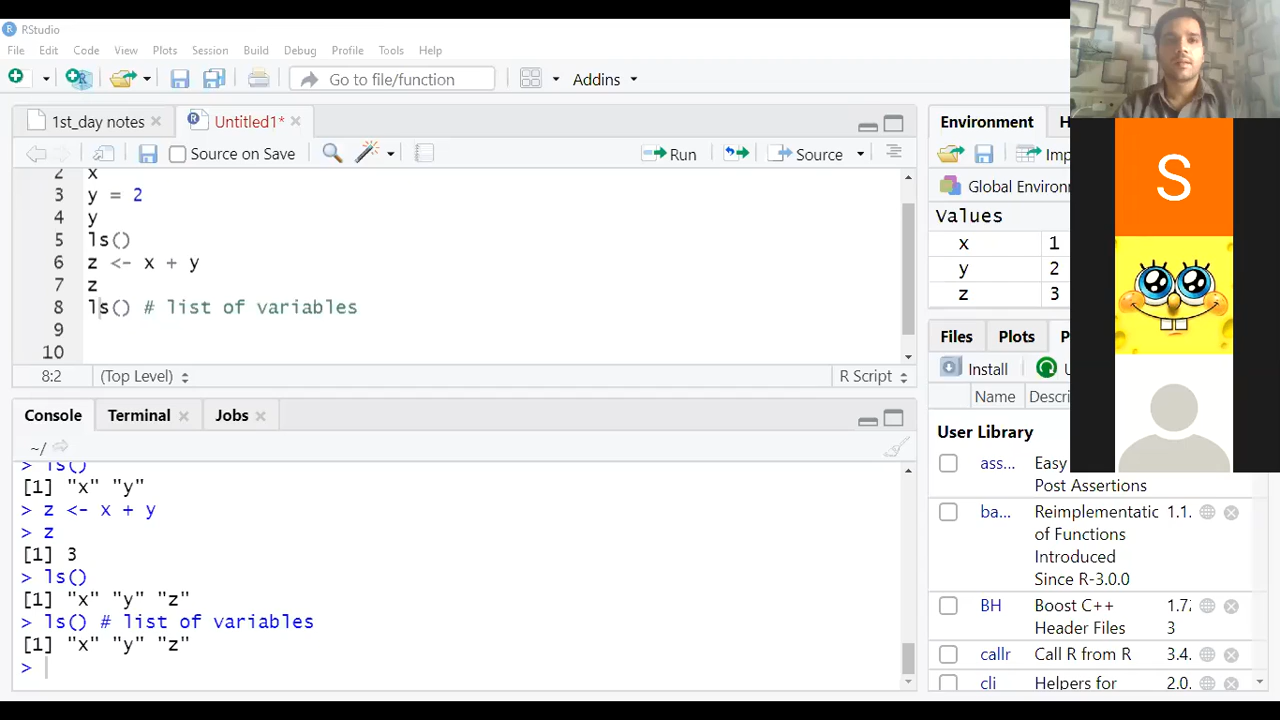 RStudio
File Edit Code View Plots Session Build Debug Profile Tools Help
Go to file/function Addins
1st_day notes Untitled1*
Source on Save Run Source
2 x
3 y = 2
4 y
5 ls()
6 z <- x + y
7 z
8 ls() # list of variables
9
10
8:2 (Top Level) R Script
Console Terminal Jobs
~/
> ls()
[1] "x" "y"
> z <- x + y
> z
[1] 3
> ls()
[1] "x" "y" "z"
> ls() # list of variables
[1] "x" "y" "z"
>
Environment H
Imp
Global Environ
Values
x 1
y 2
z 3
Files Plots P
Install U
Name Descri
User Library
ass... Easy
Post Assertions
ba... Reimplementatic 1.1.
of Functions
Introduced
Since R-3.0.0
BH Boost C++ 1.7.
Header Files 3
callr Call R from R 3.4.
cli Helpers for 2.0.
S